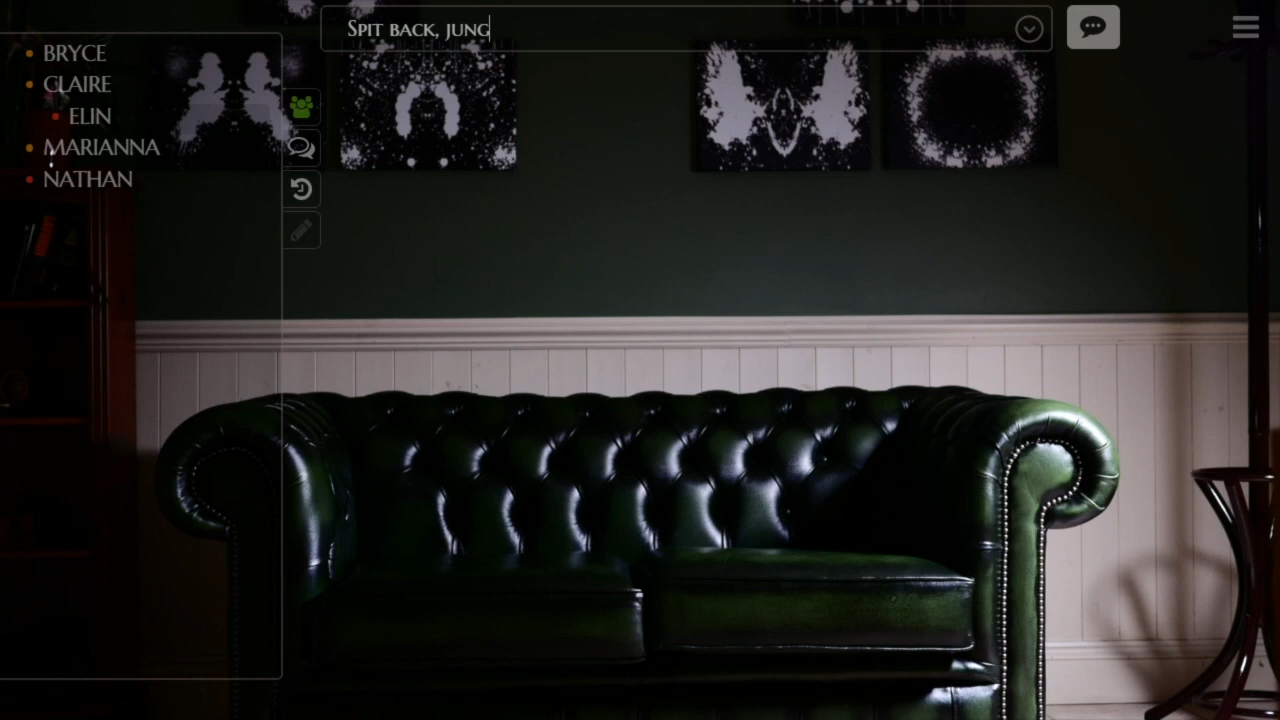 Spit back, jung
BRYCE
CLAIRE
ELIN
MARIANNA
NATHAN